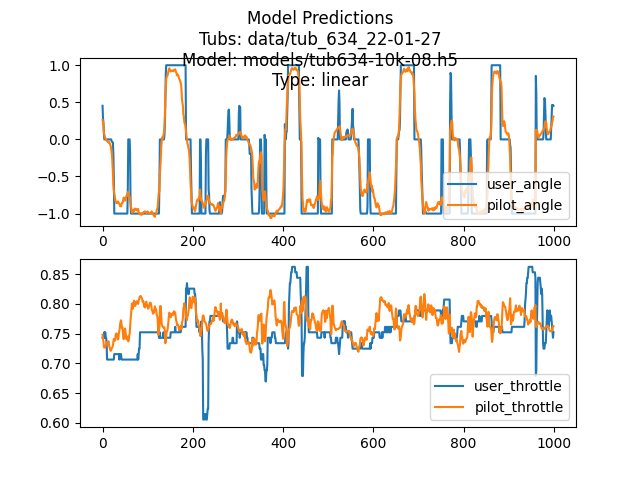 Model Predictions
Tubs: data/tub_634_22-01-27
Model: models/tub634-10k-08.h5
Type: linear
1.0
0.5
0.0
−0.5
−1.0
user_angle
pilot_angle
0 200 400 600 800 1000
0.85
0.80
0.75
0.70
0.65
0.60
user_throttle
pilot_throttle
0 200 400 600 800 1000